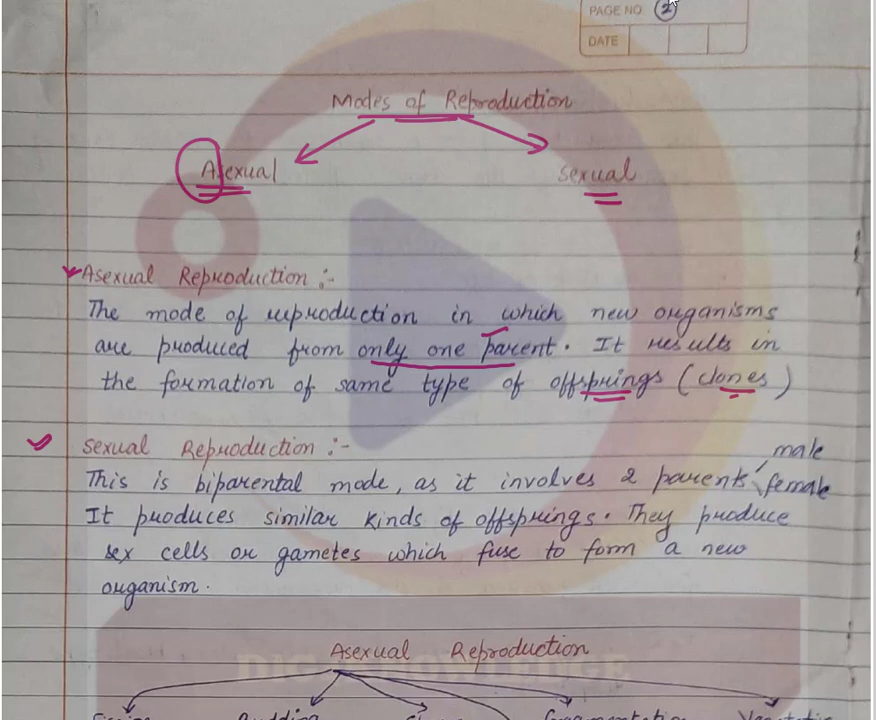 PAGE NO. 2
DATE
Modes of Reproduction
Asexual Sexual
Asexual Reproduction :-
The mode of reproduction in which new organisms
are produced from only one parent. It results in
the formation of same type of offsprings (clones)
Sexual Reproduction :-
male
This is biparental mode, as it involves 2 parents female
It produces similar kinds of offsprings. They produce
sex cells or gametes which fuse to form a new
organism.
Asexual Reproduction
Budding Fragmentation